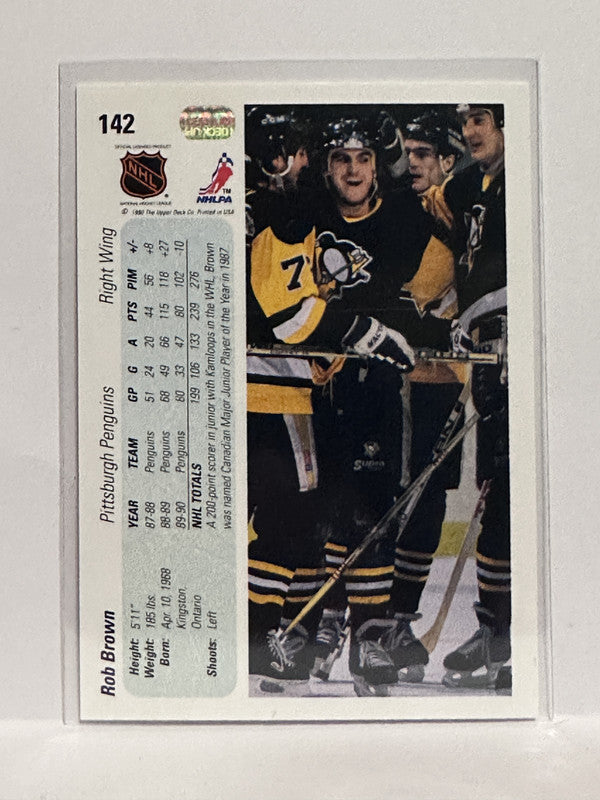 142
OFFICIAL LICENSED PRODUCT
NHL
NATIONAL HOCKEY LEAGUE
NHLPA
TM
© 1990 The Upper Deck Co. Printed in USA
Rob Brown Pittsburgh Penguins Right Wing
Height: 5'11"
Weight: 185 lbs.
Born: Apr. 10, 1968
Kingston,
Ontario
Shoots: Left
YEAR TEAM GP G A PTS PIM +/-
87-88 Penguins 51 24 20 44 56 +8
88-89 Penguins 68 49 66 115 118 +27
89-90 Penguins 80 33 47 80 102 -10
NHL TOTALS 199 106 133 239 276
A 200-point scorer in junior with Kamloops in the WHL, Brown
was named Canadian Major Junior Player of the Year in 1987.
7
Supra